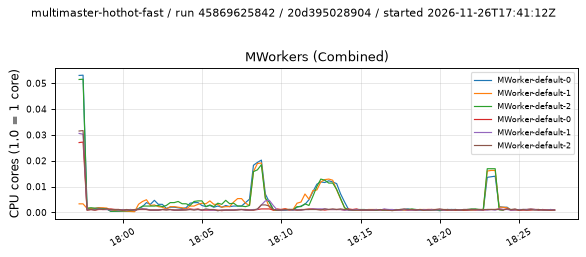 multimaster-hothot-fast / run 45869625842 / 20d395028904 / started 2026-11-26T17:41:12Z
MWorkers (Combined)
CPU cores (1.0 = 1 core)
0.05
0.04
0.03
0.02
0.01
0.00
MWorker-default-0
MWorker-default-1
MWorker-default-2
MWorker-default-0
MWorker-default-1
MWorker-default-2
18:00
18:05
18:10
18:15
18:20
18:25